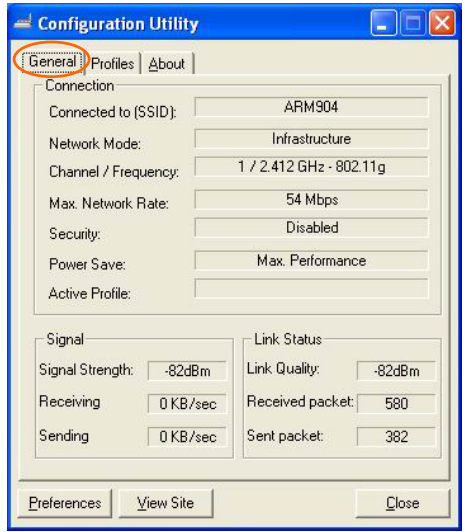 Configuration Utility
General Profiles About
Connection
Connected to (SSID): ARM904
Network Mode: Infrastructure
Channel / Frequency: 1 / 2.412 GHz - 802.11g
Max. Network Rate: 54 Mbps
Security: Disabled
Power Save: Max. Performance
Active Profile:
Signal
Signal Strength: -82dBm
Receiving 0 KB/sec
Sending 0 KB/sec
Link Status
Link Quality: -82dBm
Received packet: 580
Sent packet: 382
Preferences View Site Close